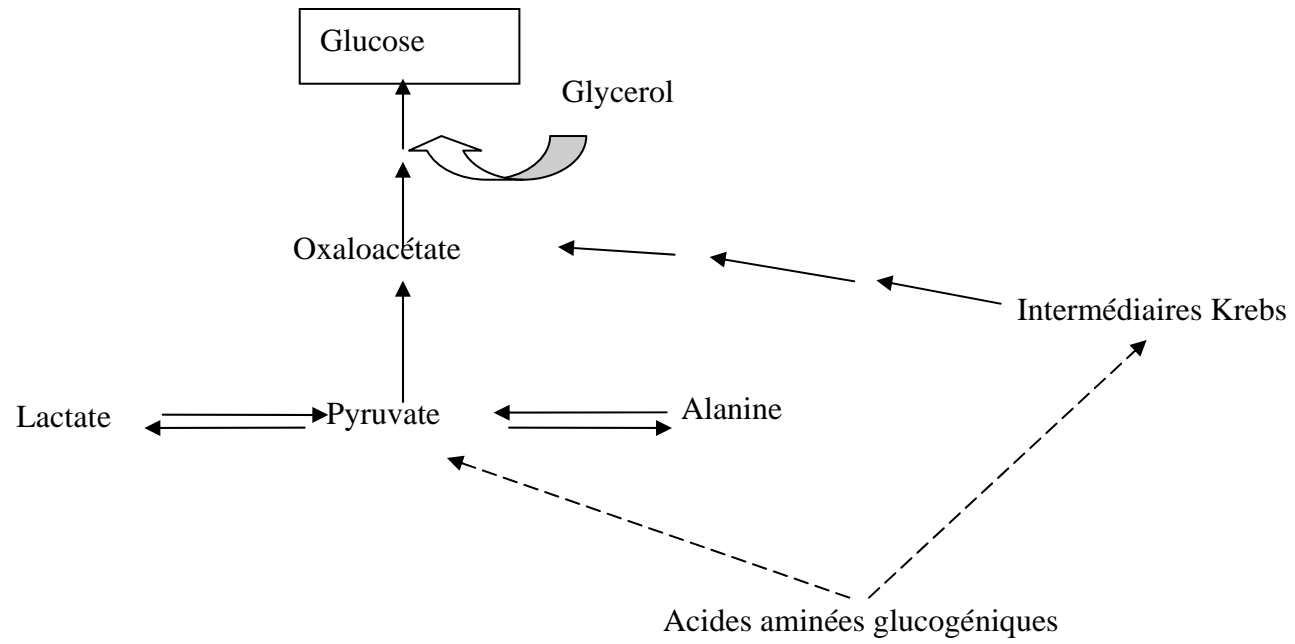 Glucose
Glycerol
Oxaloacétate
Intermédiaires Krebs
Lactate
Pyruvate
Alanine
Acides aminées glucogéniques